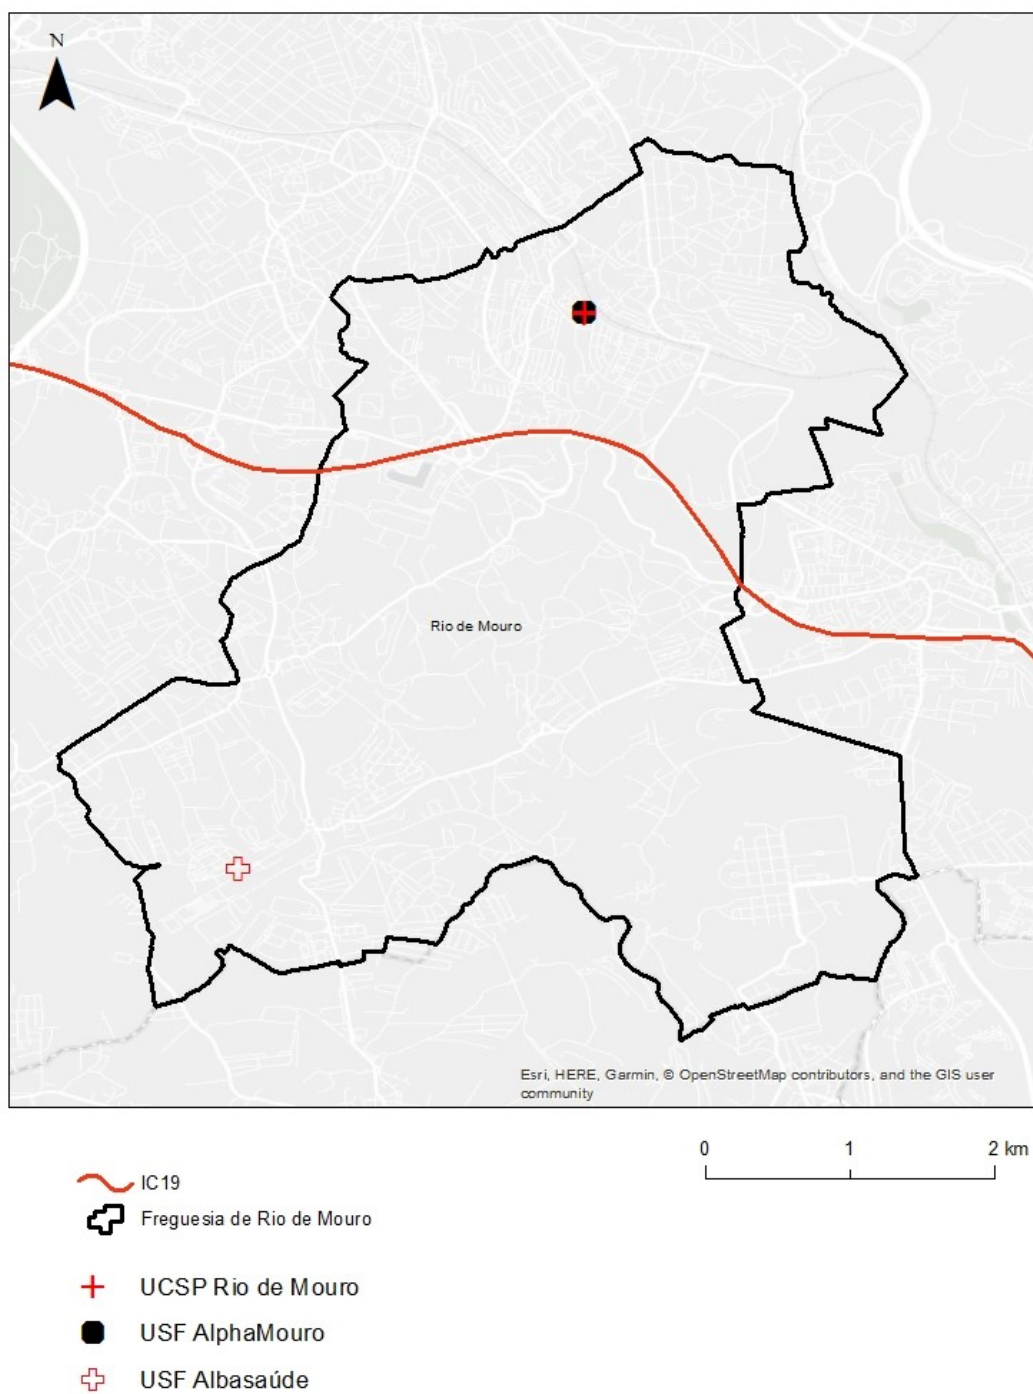 N
Rio de Mouro
Esri, HERE, Garmin, © OpenStreetMap contributors, and the GIS user
community
0 1 2 km
IC19
Freguesia de Rio de Mouro
UCSP Rio de Mouro
USF AlphaMouro
USF Albasaúde